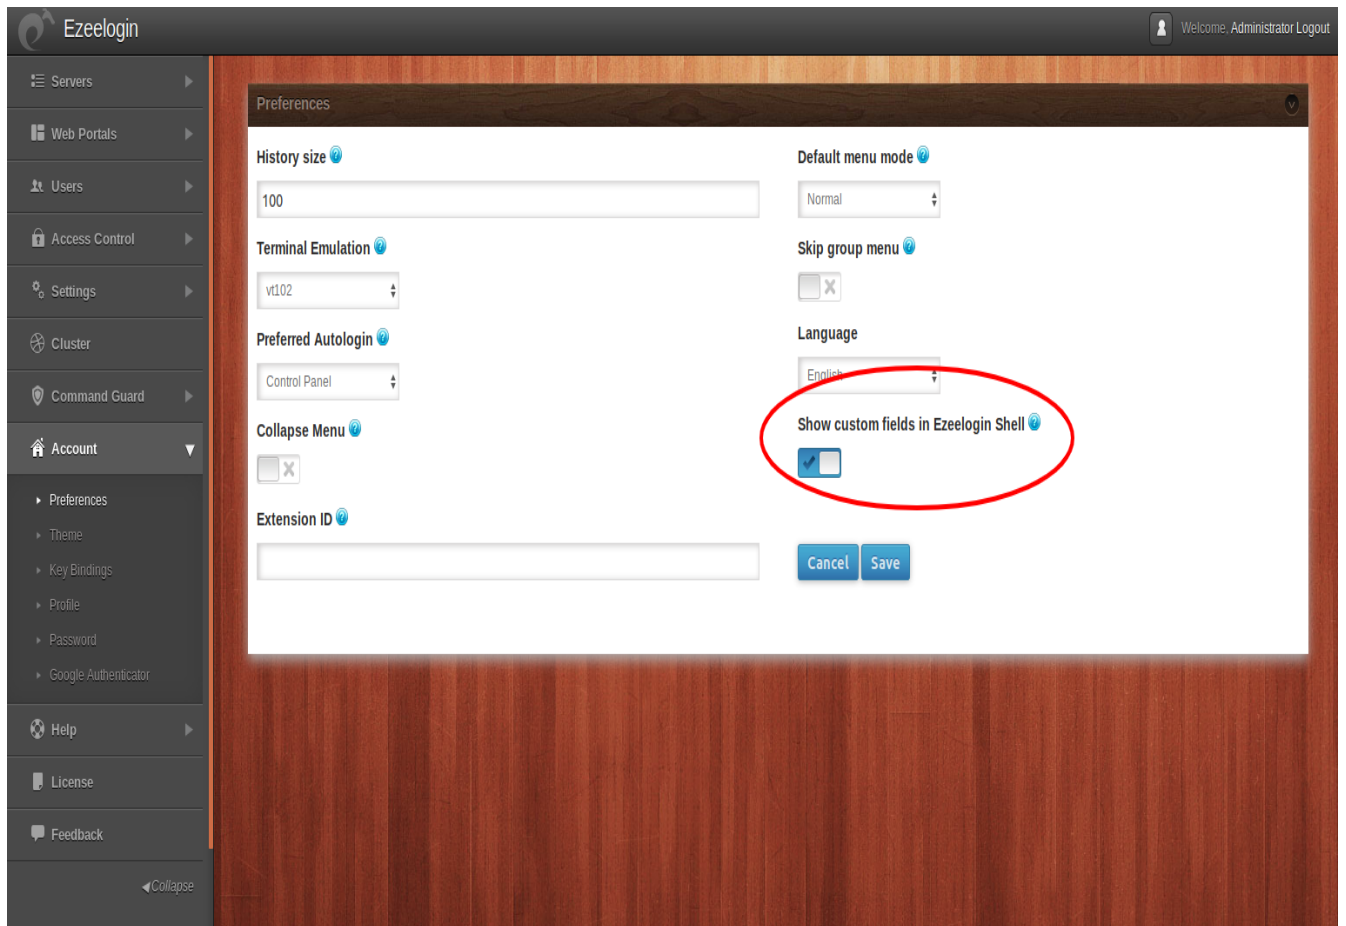 Ezeelogin
Welcome, Administrator Logout
Servers
Web Portals
Users
Access Control
Settings
Cluster
Command Guard
Account
Preferences
Theme
Key Bindings
Profile
Password
Google Authenticator
Help
License
Feedback
Collapse
Preferences
History size
100
Terminal Emulation
vt102
Preferred Autologin
Control Panel
Collapse Menu
Extension ID
Default menu mode
Normal
Skip group menu
Language
English
Show custom fields in Ezeelogin Shell
Cancel Save